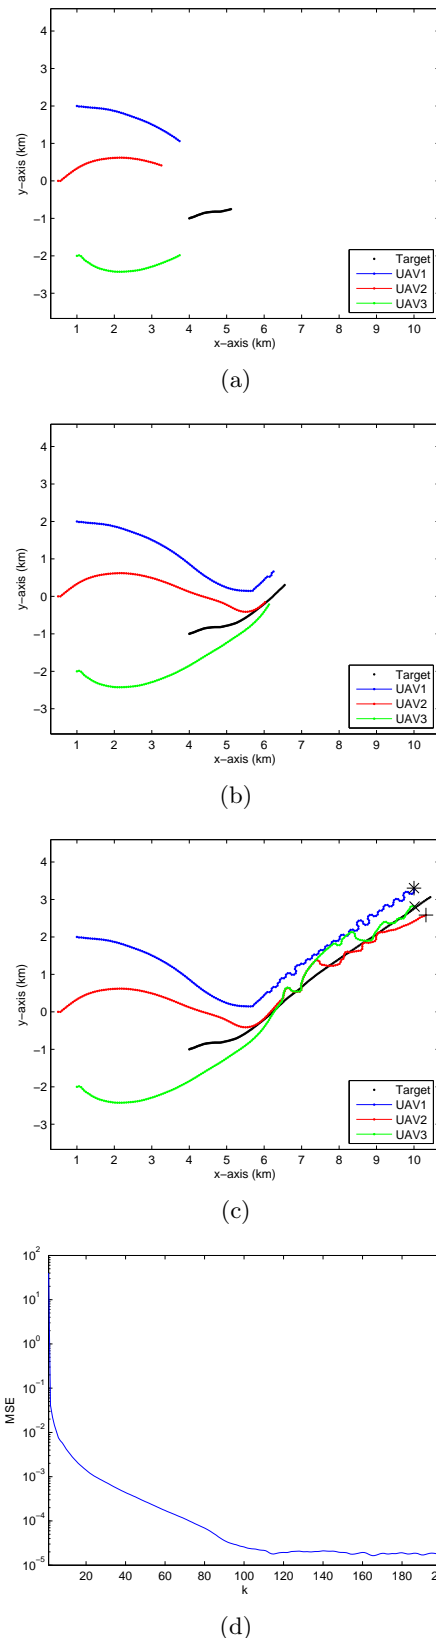 4
3
2
1
0
−1
−2
−3
y−axis (km)
1 2 3 4 5 6 7 8 9 10
x−axis (km)
Target
UAV1
UAV2
UAV3
(a)
4
3
2
1
0
−1
−2
−3
y−axis (km)
1 2 3 4 5 6 7 8 9 10
x−axis (km)
Target
UAV1
UAV2
UAV3
(b)
4
3
2
1
0
−1
−2
−3
y−axis (km)
1 2 3 4 5 6 7 8 9 10
x−axis (km)
Target
UAV1
UAV2
UAV3
(c)
10^2
10^1
10^0
10^−1
10^−2
10^−3
10^−4
10^−5
MSE
20 40 60 80 100 120 140 160 180
k
(d)